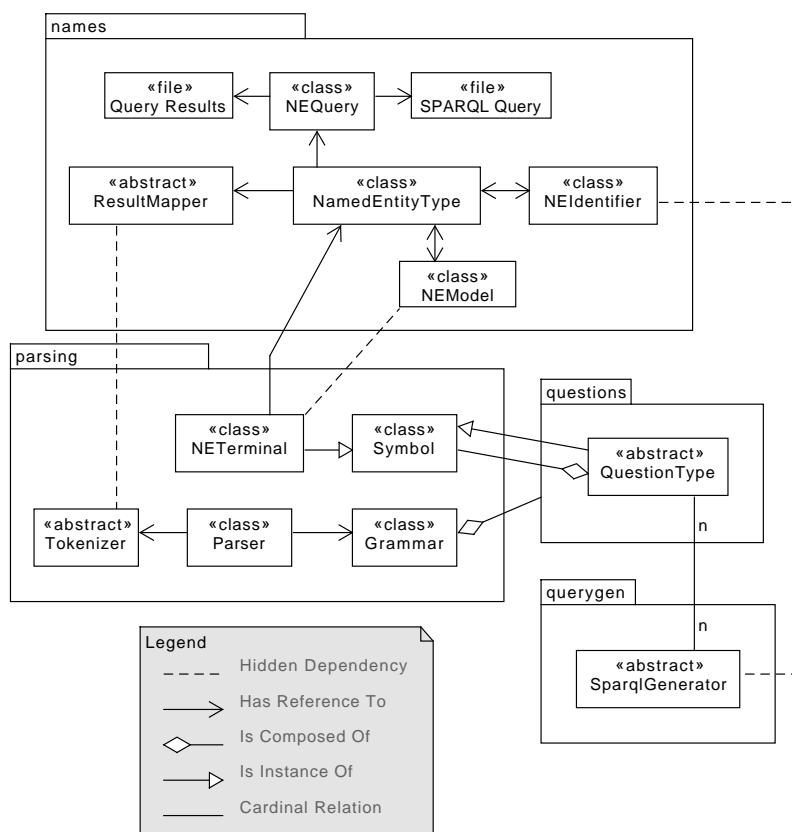 names
«file»
Query Results
«class»
NEQuery
«file»
SPARQL Query
«abstract»
ResultMapper
«class»
NamedEntityType
«class»
NEIdentifier
«class»
NEModel
parsing
«class»
NETerminal
«class»
Symbol
«abstract»
Tokenizer
«class»
Parser
«class»
Grammar
questions
«abstract»
QuestionType
n
querygen
n
«abstract»
SparqlGenerator
Legend
Hidden Dependency
Has Reference To
Is Composed Of
Is Instance Of
Cardinal Relation